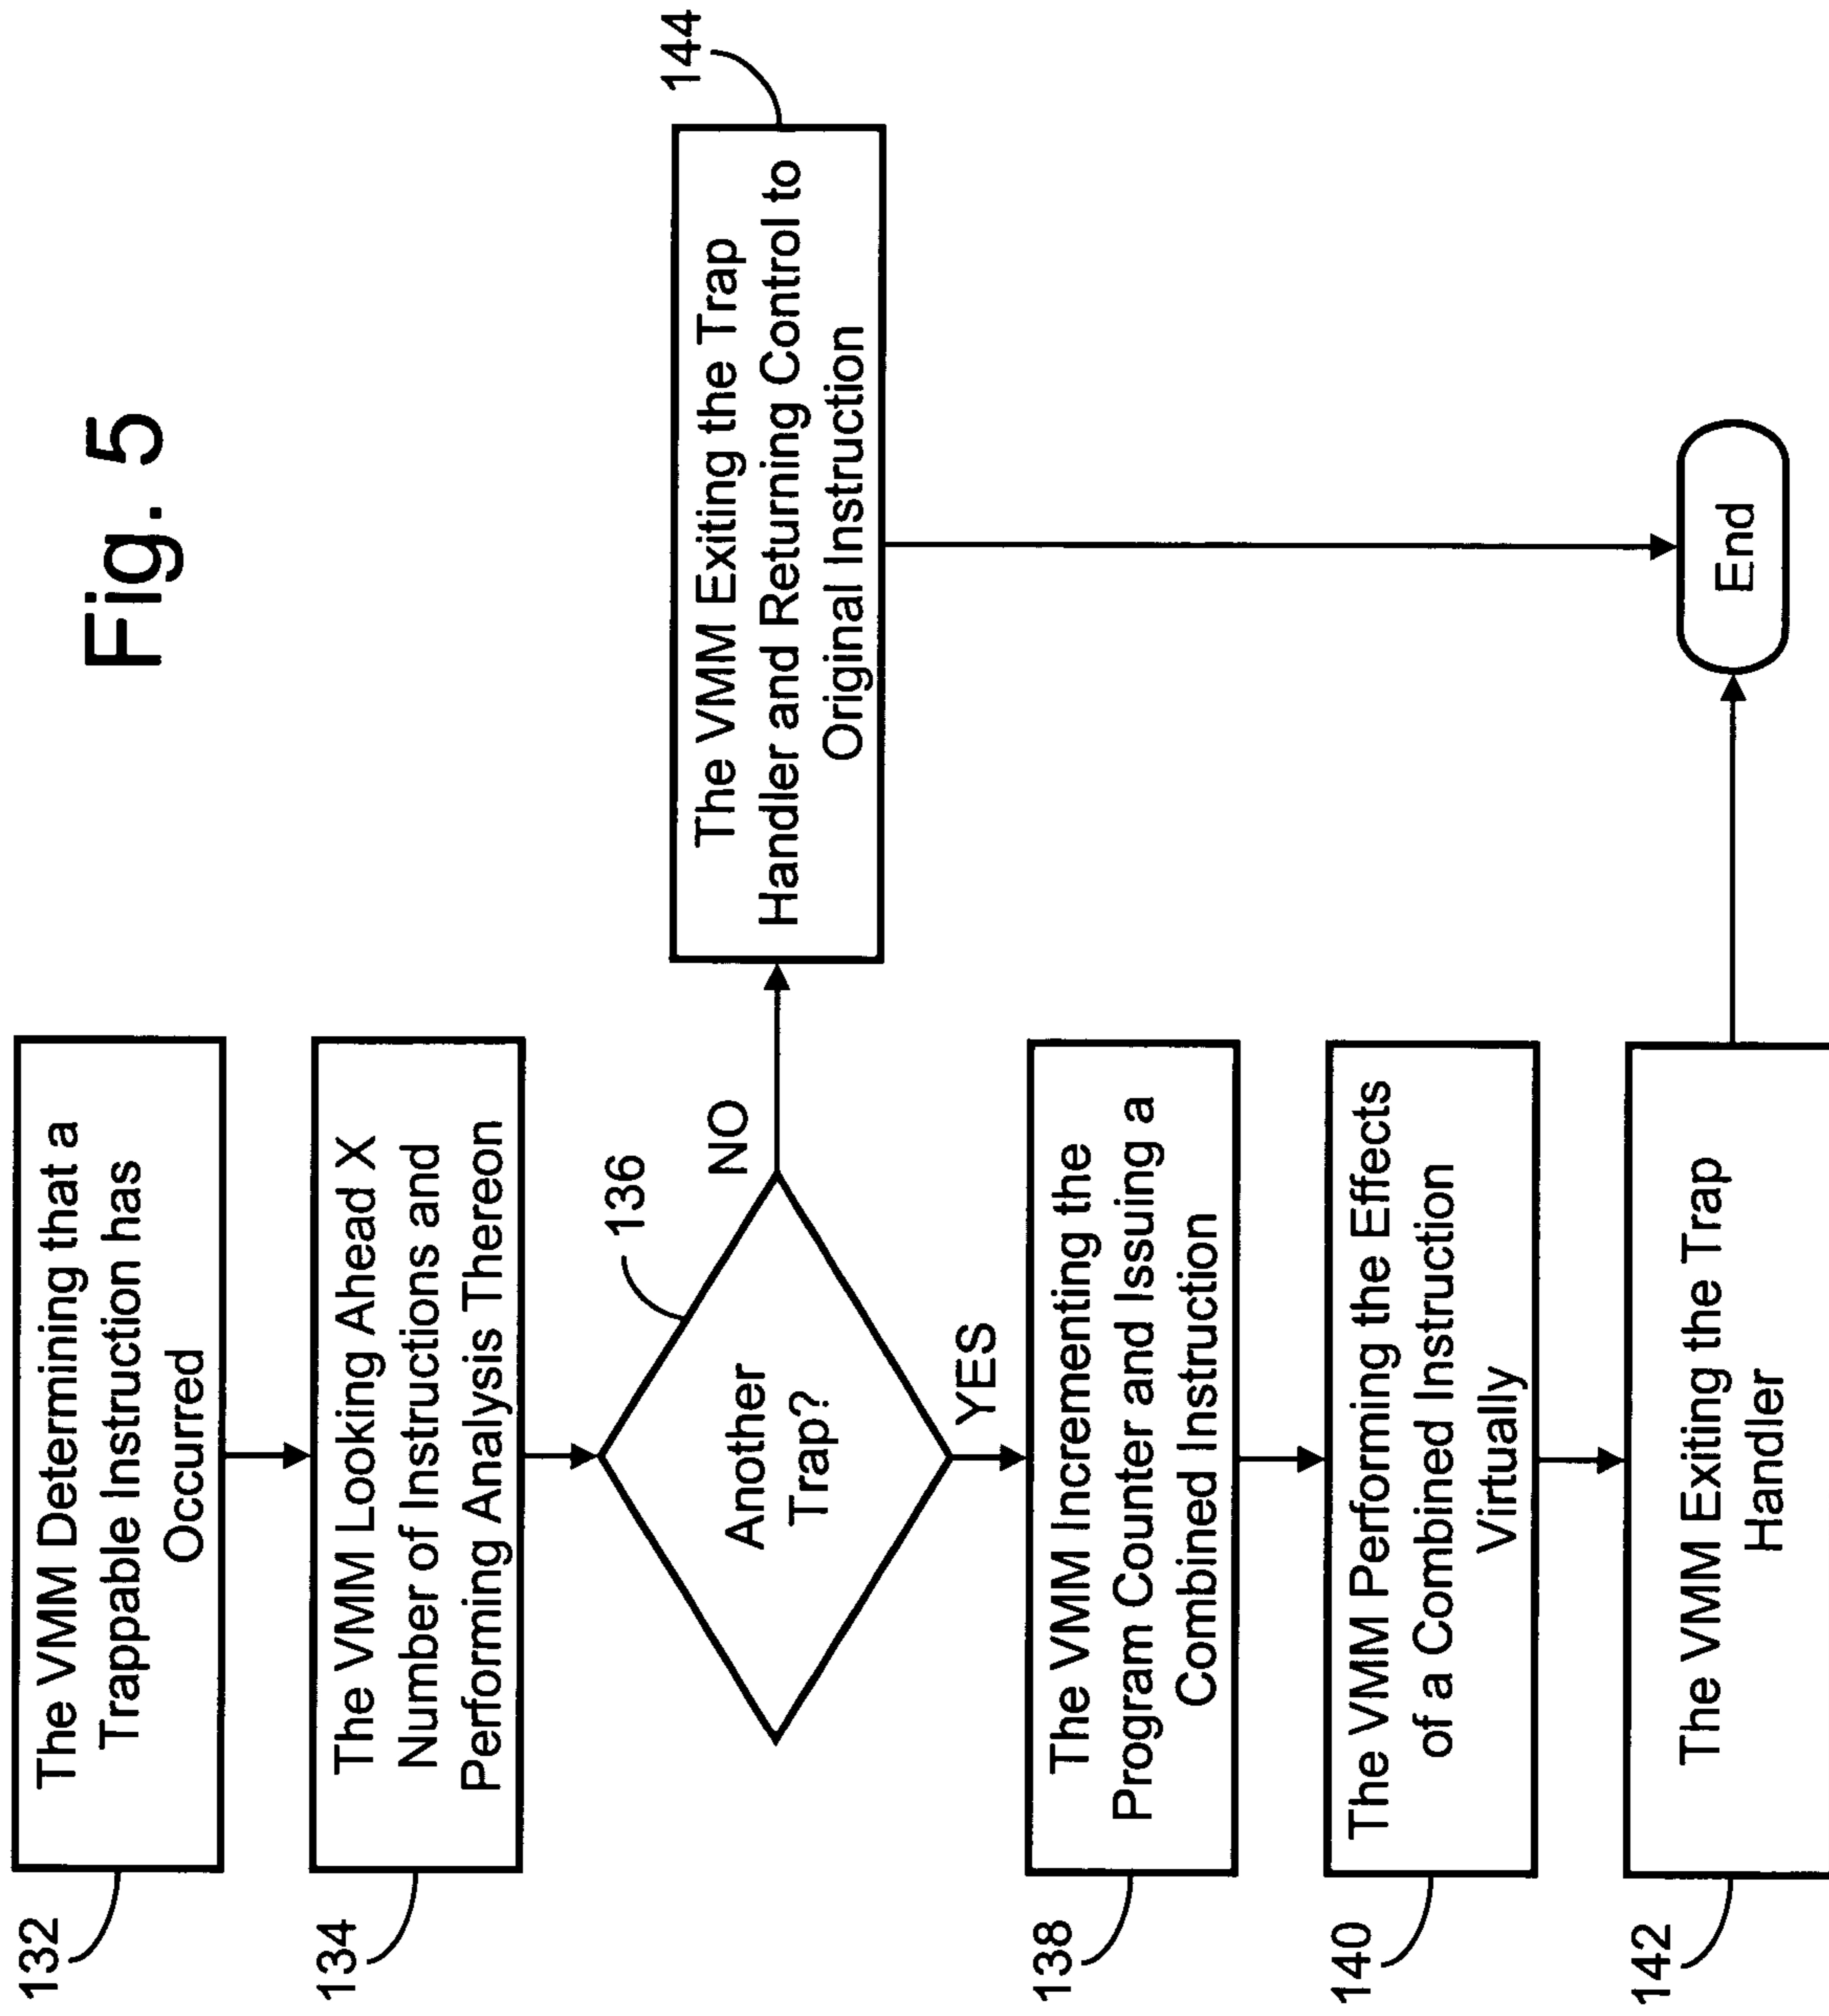 Fig. 5
132
The VMM Determining that a
Trappable Instruction has
Occurred
134
The VMM Looking Ahead X
Number of Instructions and
Performing Analysis Thereon
136
Another
Trap?
NO
YES
144
The VMM Exiting the Trap
Handler and Returning Control to
Original Instruction
138
The VMM Incrementing the
Program Counter and Issuing a
Combined Instruction
140
The VMM Performing the Effects
of a Combined Instruction
Virtually
142
The VMM Exiting the Trap
Handler
End